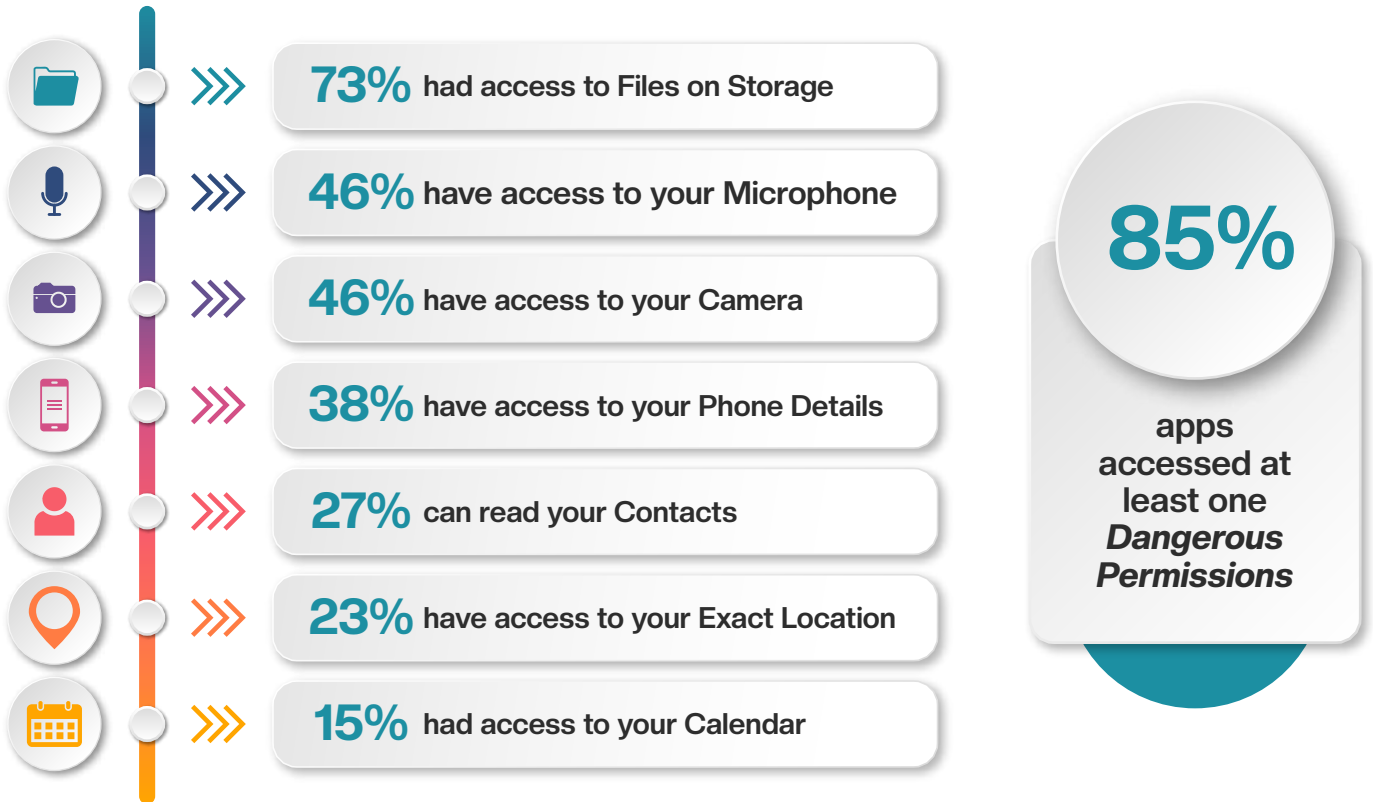 73% had access to Files on Storage
46% have access to your Microphone
46% have access to your Camera
38% have access to your Phone Details
27% can read your Contacts
23% have access to your Exact Location
15% had access to your Calendar
85%
apps
accessed at
least one
Dangerous
Permissions